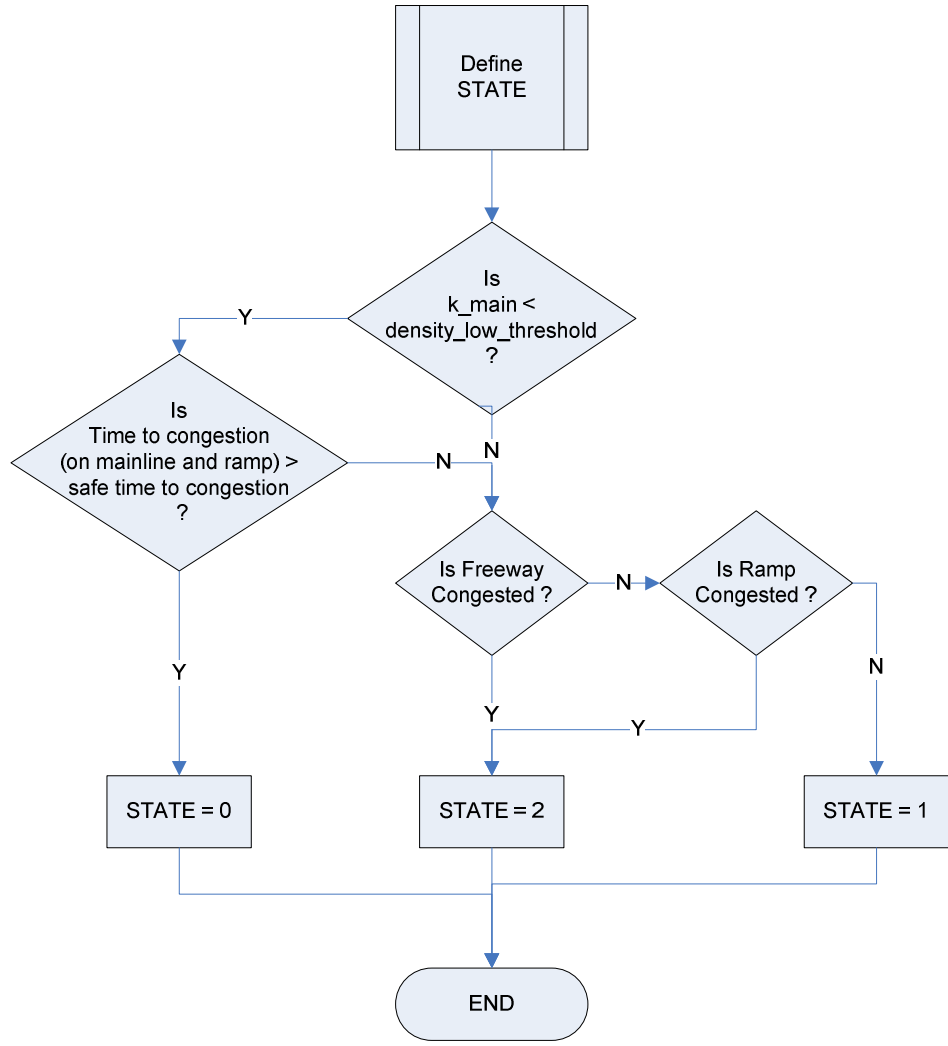 Define
STATE
Is
k_main <
density_low_threshold
?
Y
N
Is
Time to congestion
(on mainline and ramp) >
safe time to congestion
?
N
Is Freeway
Congested ?
N
Is Ramp
Congested ?
Y
Y
Y
N
STATE = 0
STATE = 2
STATE = 1
END